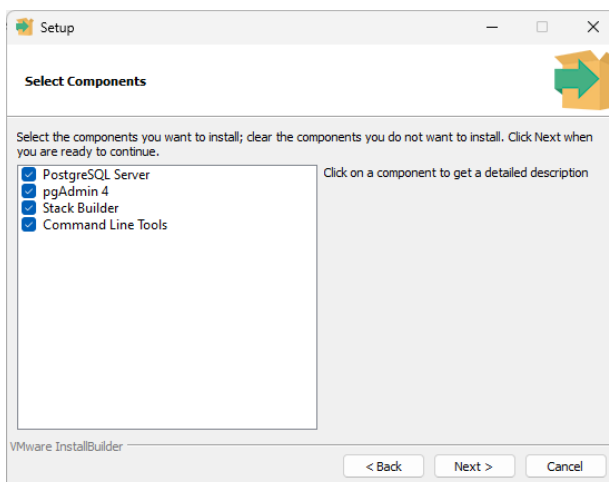 Setup
Select Components
Select the components you want to install; clear the components you do not want to install. Click Next when
you are ready to continue.
PostgreSQL Server
pgAdmin 4
Stack Builder
Command Line Tools
Click on a component to get a detailed description
VMware InstallBuilder
< Back
Next >
Cancel